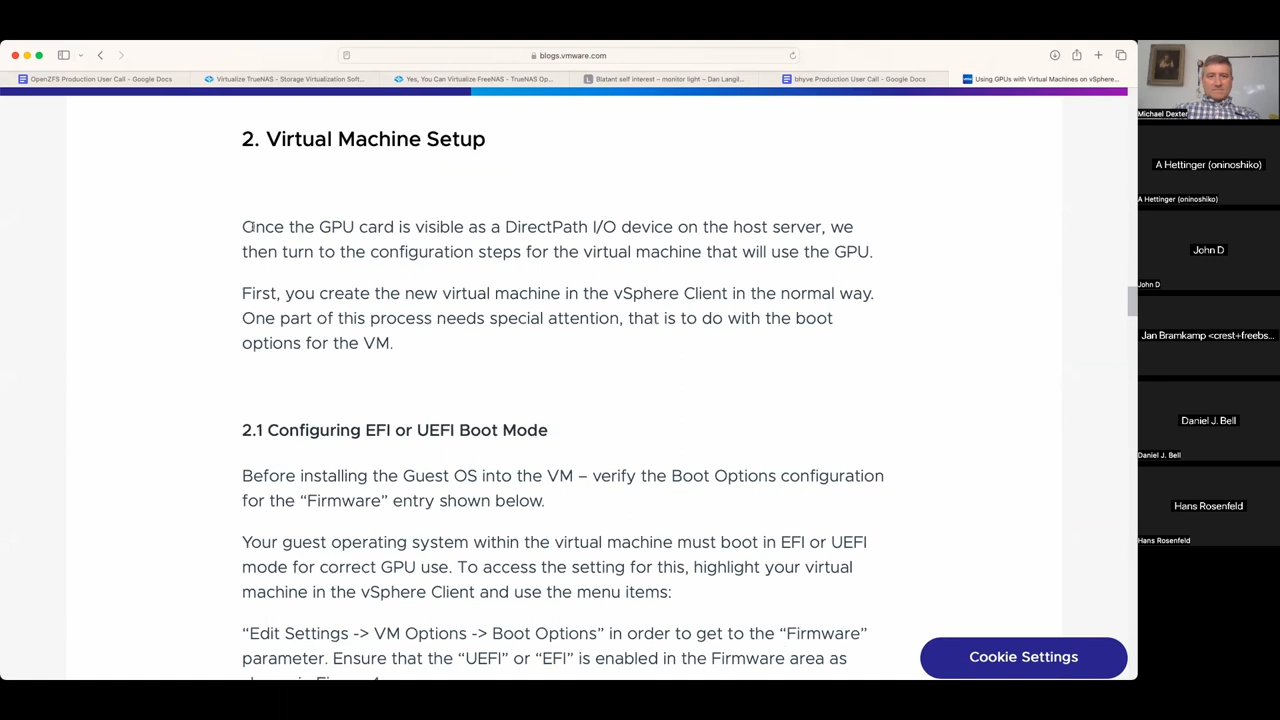 blogs.vmware.com
OpenZFS Production User Call - Google Docs
Virtualize TrueNAS - Storage Virtualization Soft...
Yes, You Can Virtualize FreeNAS - TrueNAS Op...
Blatant self interest – monitor light – Dan Langil...
bhyve Production User Call - Google Docs
Using GPUs with Virtual Machines on vSphere...
2. Virtual Machine Setup
Once the GPU card is visible as a DirectPath I/O device on the host server, we
then turn to the configuration steps for the virtual machine that will use the GPU.
First, you create the new virtual machine in the vSphere Client in the normal way.
One part of this process needs special attention, that is to do with the boot
options for the VM.
2.1 Configuring EFI or UEFI Boot Mode
Before installing the Guest OS into the VM – verify the Boot Options configuration
for the “Firmware” entry shown below.
Your guest operating system within the virtual machine must boot in EFI or UEFI
mode for correct GPU use. To access the setting for this, highlight your virtual
machine in the vSphere Client and use the menu items:
“Edit Settings -> VM Options -> Boot Options” in order to get to the “Firmware”
parameter. Ensure that the “UEFI” or “EFI” is enabled in the Firmware area as
Cookie Settings
Michael Dexter
A Hettinger (oninoshiko)
A Hettinger (oninoshiko)
John D
John D
Jan Bramkamp <crest+freebs...
Daniel J. Bell
Daniel J. Bell
Hans Rosenfeld
Hans Rosenfeld